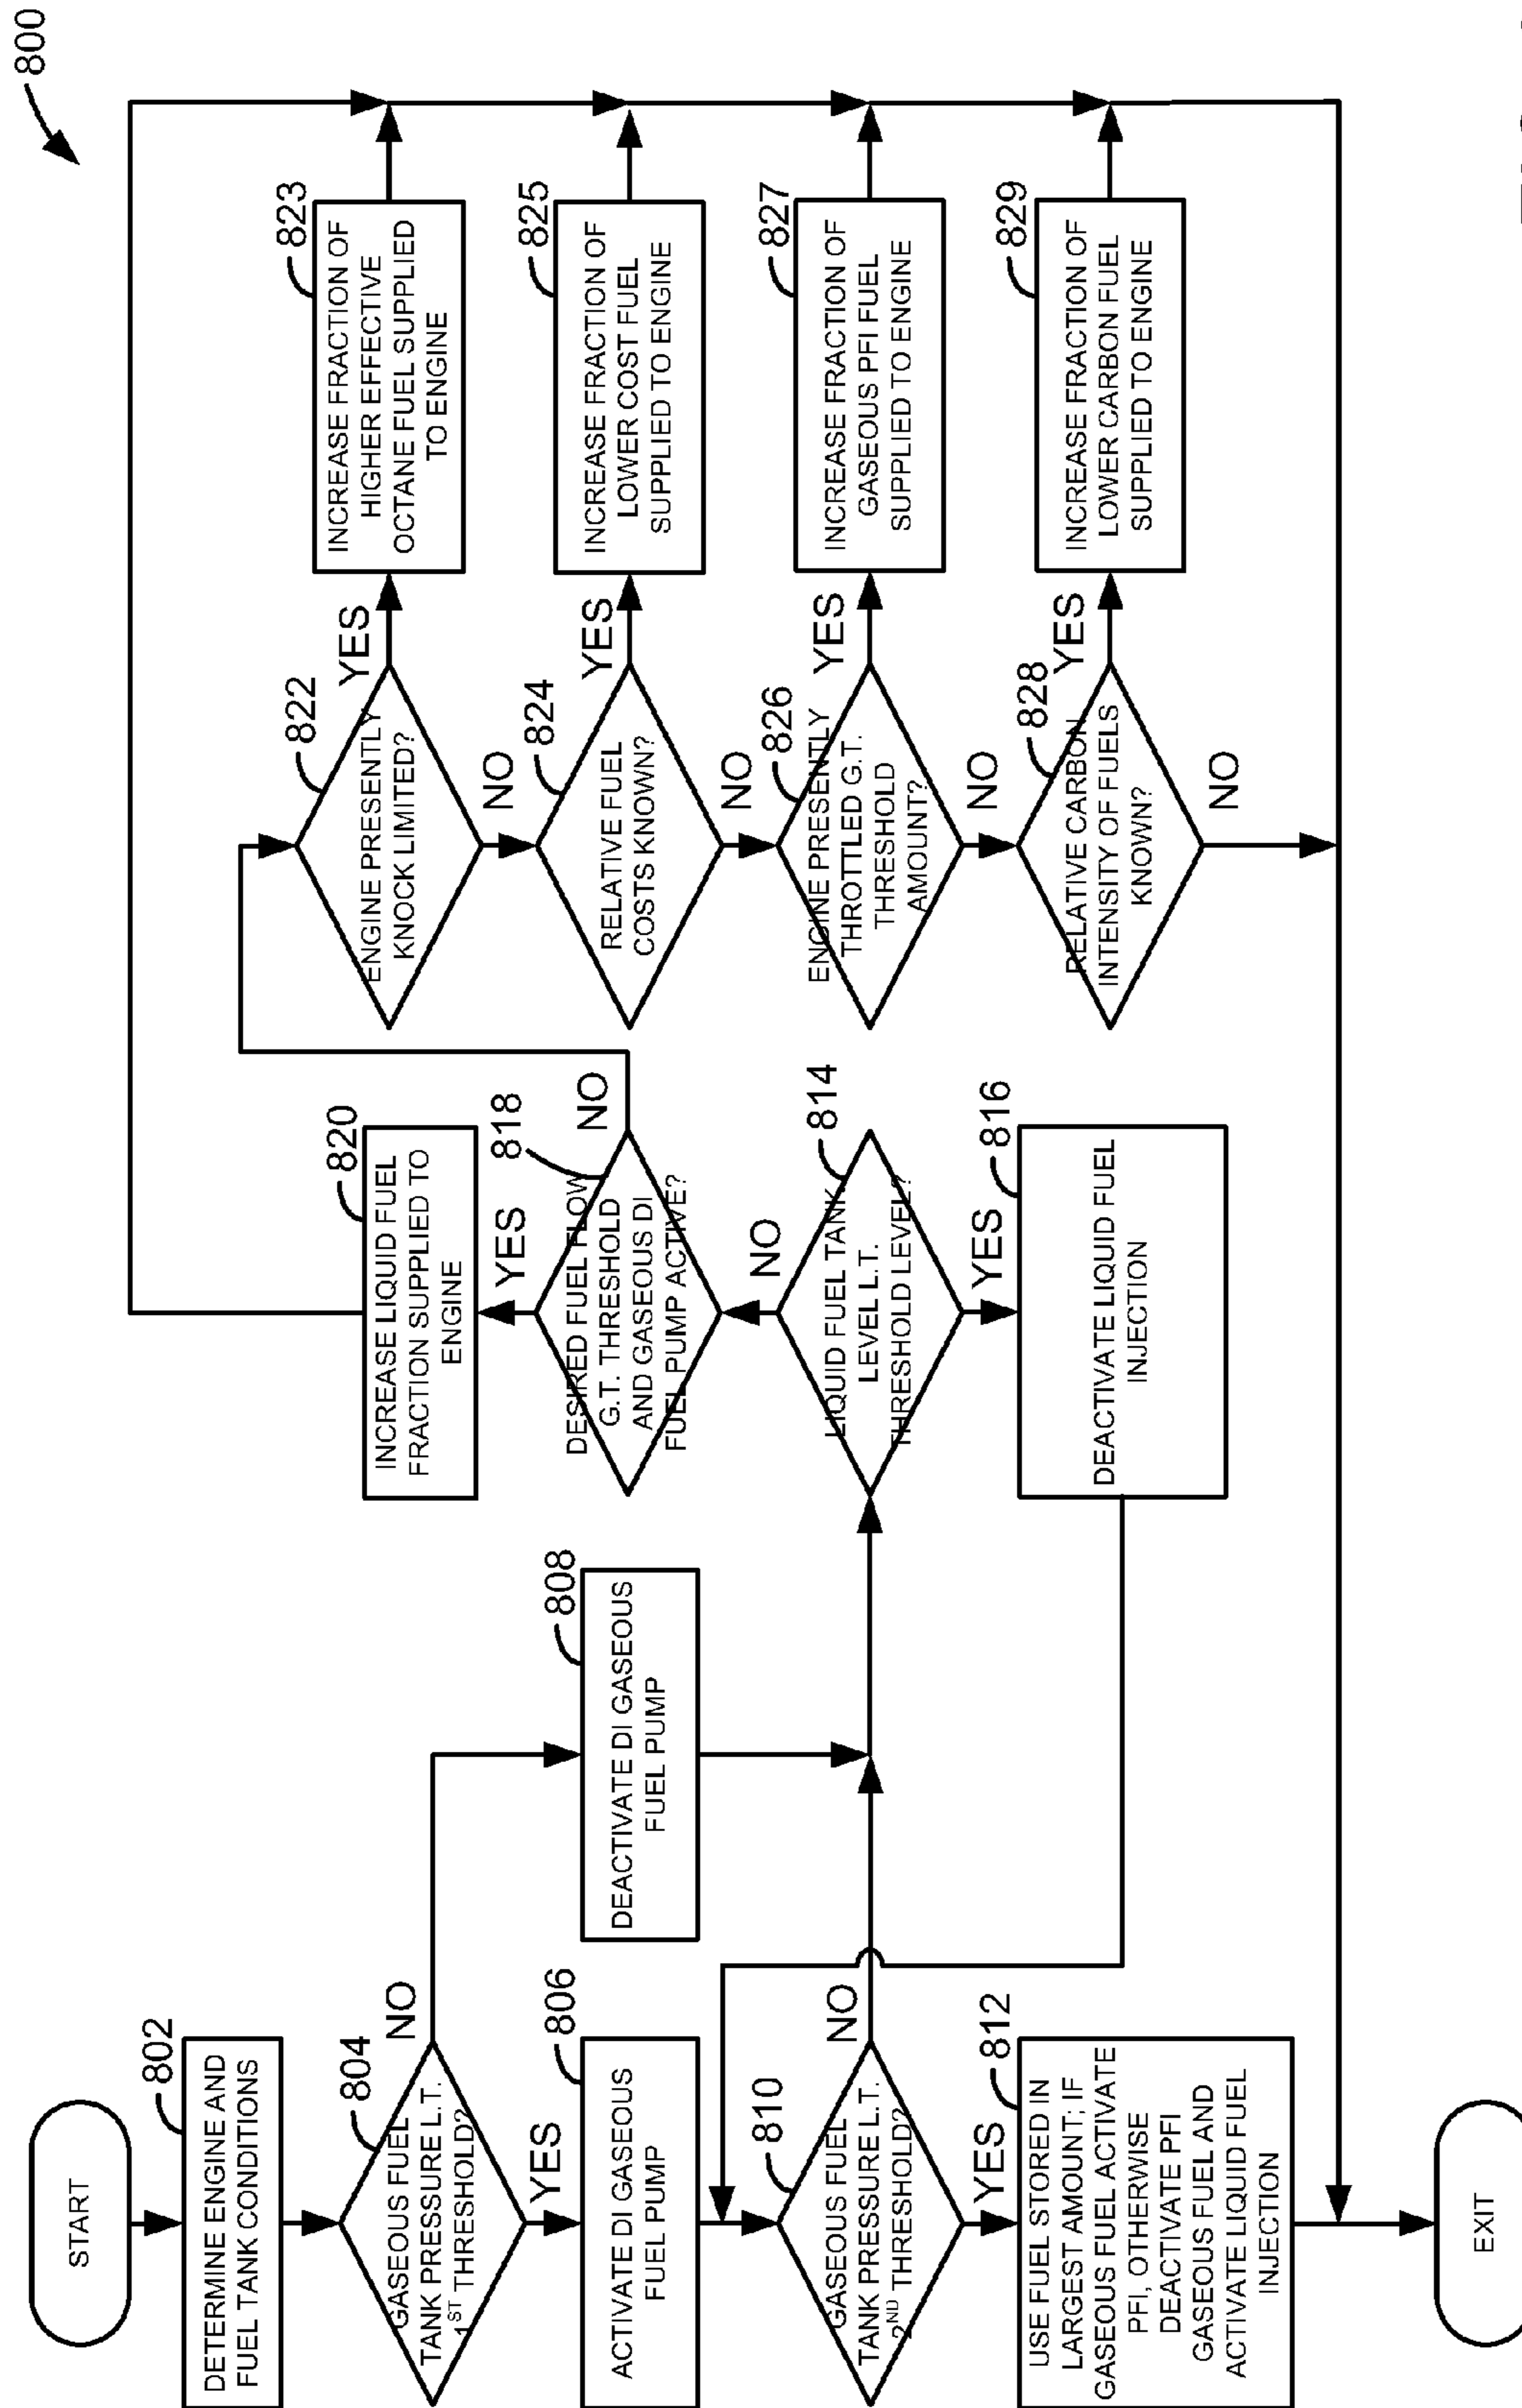 800
START
802
DETERMINE ENGINE AND
FUEL TANK CONDITIONS
804
GASEOUS FUEL
TANK PRESSURE L.T.
1ST THRESHOLD?
NO
YES
806
ACTIVATE DI GASEOUS
FUEL PUMP
808
DEACTIVATE DI GASEOUS
FUEL PUMP
810
GASEOUS FUEL
TANK PRESSURE L.T.
2ND THRESHOLD?
NO
YES
812
USE FUEL STORED IN
LARGEST AMOUNT; IF
GASEOUS FUEL ACTIVATE
PFI, OTHERWISE
DEACTIVATE PFI
GASEOUS FUEL AND
ACTIVATE LIQUID FUEL
INJECTION
814
LIQUID FUEL TANK
LEVEL L.T.
THRESHOLD LEVEL?
NO
YES
816
DEACTIVATE LIQUID FUEL
INJECTION
818
DESIRED FUEL FLOW
G.T. THRESHOLD
AND GASEOUS DI
FUEL PUMP ACTIVE?
NO
YES
820
INCREASE LIQUID FUEL
FRACTION SUPPLIED TO
ENGINE
822
ENGINE PRESENTLY
KNOCK LIMITED?
YES
NO
823
INCREASE FRACTION OF
HIGHER EFFECTIVE
OCTANE FUEL SUPPLIED
TO ENGINE
824
RELATIVE FUEL
COSTS KNOWN?
YES
NO
825
INCREASE FRACTION OF
LOWER COST FUEL
SUPPLIED TO ENGINE
826
ENGINE PRESENTLY
THROTTLED G.T.
THRESHOLD
AMOUNT?
YES
NO
827
INCREASE FRACTION OF
GASEOUS PFI FUEL
SUPPLIED TO ENGINE
828
RELATIVE CARBON
INTENSITY OF FUELS
KNOWN?
YES
NO
829
INCREASE FRACTION OF
LOWER CARBON FUEL
SUPPLIED TO ENGINE
EXIT